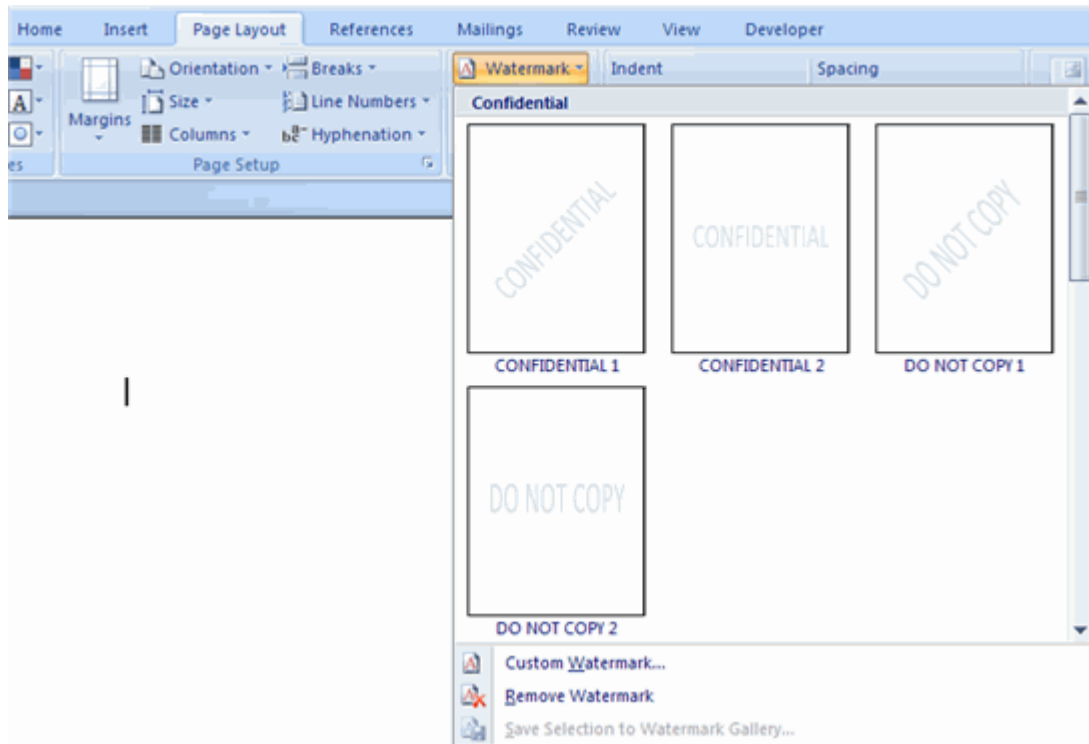 Home Insert Page Layout References Mailings Review View Developer
Orientation Breaks Watermark Indent Spacing
A Size Line Numbers
Margins
Columns Hyphenation
es Page Setup
Confidential
CONFIDENTIAL
CONFIDENTIAL
DO NOT COPY
CONFIDENTIAL 1 CONFIDENTIAL 2 DO NOT COPY 1
DO NOT COPY
DO NOT COPY 2
Custom Watermark...
Remove Watermark
Save Selection to Watermark Gallery...